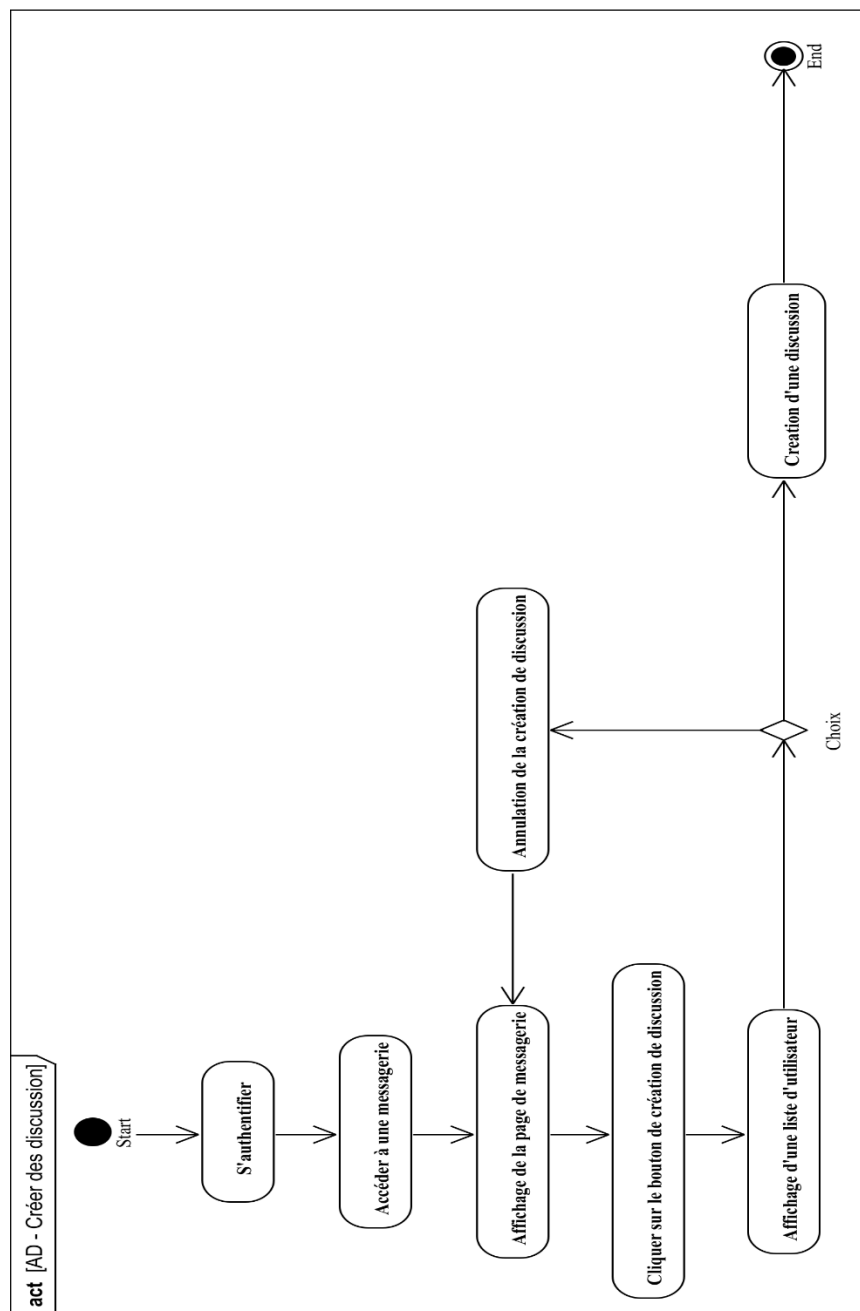 act [AD - Créer des discussion]
Start
S'authentifier
Accéder à une messagerie
Affichage de la page de messagerie
Cliquer sur le bouton de création de discussion
Affichage d'une liste d'utilisateur
Choix
Annulation de la création de discussion
Creation d'une discussion
End